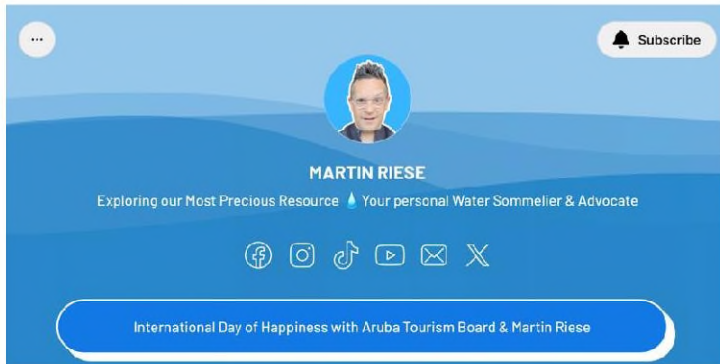 Subscribe
MARTIN RIESE
Exploring our Most Precious Resource 💧 Your personal Water Sommelier & Advocate
International Day of Happiness with Aruba Tourism Board & Martin Riese